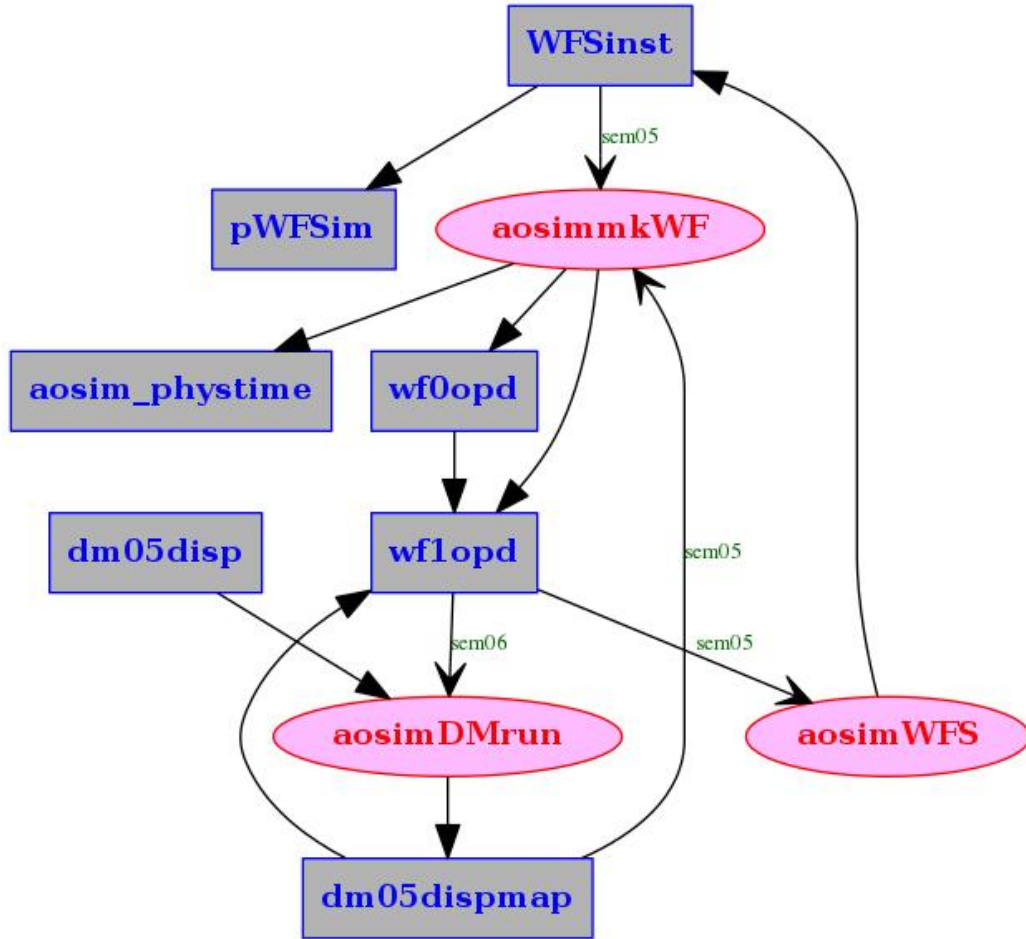 WFSinst
sem05
pWFSim
aosimmkWF
aosim_phystime
wf0opd
dm05disp
wf1opd
sem05
sem06
sem05
aosimDMrun
aosimWFS
dm05dispmap